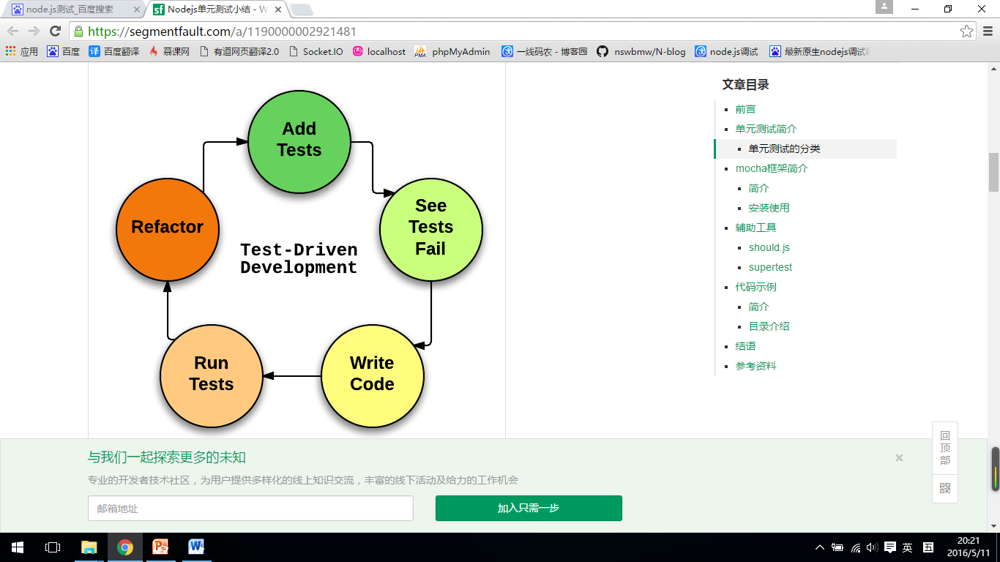 node.js测试_百度搜索
Nodejs单元测试小结 - W
https://segmentfault.com/a/1190000002921481
应用 百度 百度翻译 慕课网 有道网页翻译2.0 Socket.IO localhost phpMyAdmin 一线码农 - 博客园 nswbmw/N-blog node.js调试 最新原生nodejs调试
Add
Tests
See
Tests
Fail
Write
Code
Run
Tests
Refactor
Test-Driven
Development
文章目录
前言
单元测试简介
单元测试的分类
mocha框架简介
简介
安装使用
辅助工具
should.js
supertest
代码示例
简介
目录介绍
结语
参考资料
回
顶
部
与我们一起探索更多的未知
专业的开发者技术社区，为用户提供多样化的线上知识交流，丰富的线下活动及给力的工作机会
邮箱地址
加入只需一步
英 五
20:21
2016/5/11